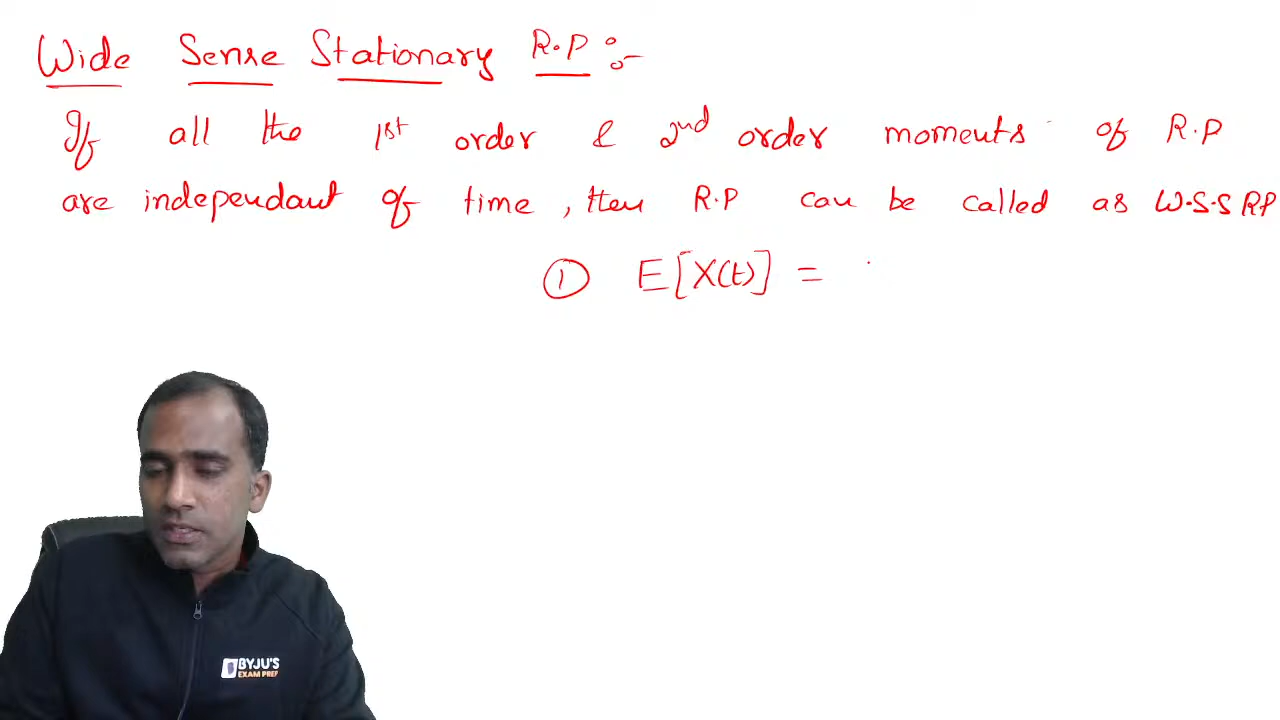 Wide Sense Stationary R.P :-
If all the 1st order & 2nd order moments of R.P
are independant of time, then R.P can be called as W.S.S RP
① E[X(t)] =
BYJU'S
EXAM PREP